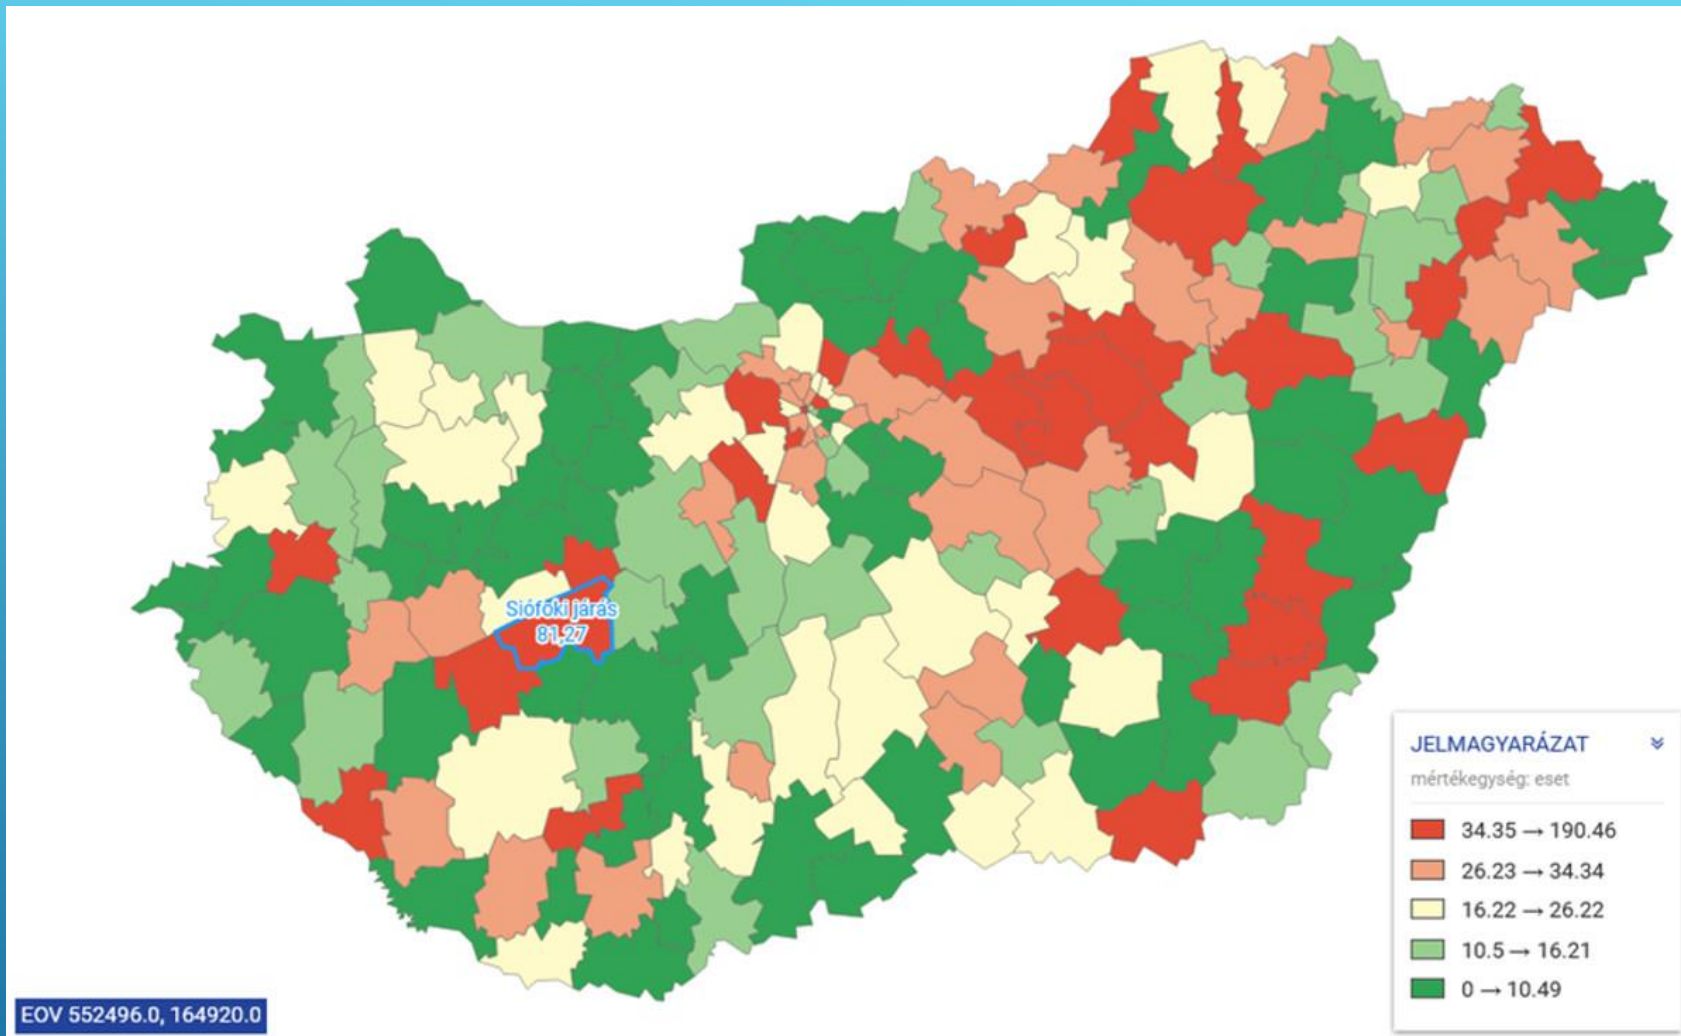 Siófoki járás
81,27
JELMAGYARÁZAT
mértékegység: eset
34.35 → 190.46
26.23 → 34.34
16.22 → 26.22
10.5 → 16.21
0 → 10.49
EOV 552496.0, 164920.0